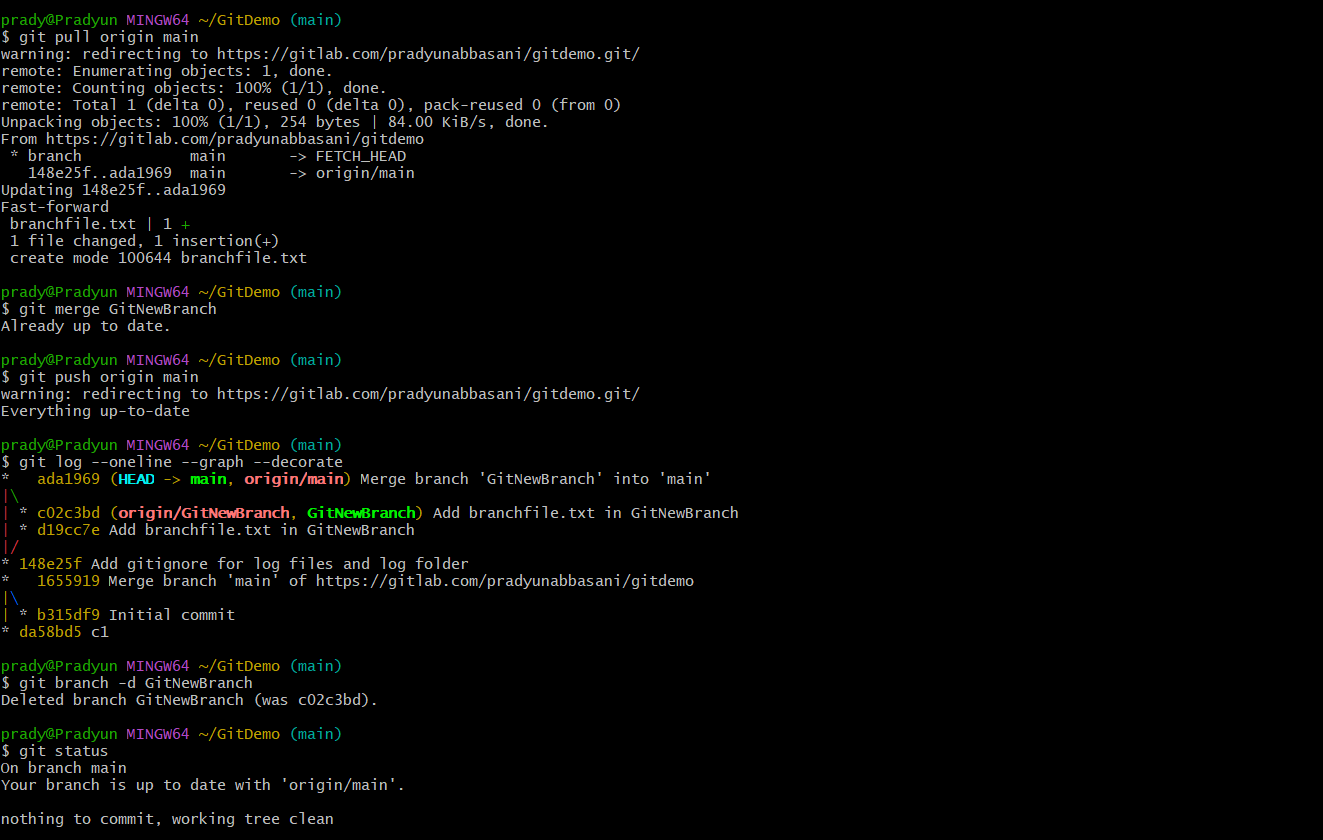 prady@Pradyun MINGW64 ~/GitDemo (main)
$ git pull origin main
warning: redirecting to https://gitlab.com/pradyunabbasani/gitdemo.git/
remote: Enumerating objects: 1, done.
remote: Counting objects: 100% (1/1), done.
remote: Total 1 (delta 0), reused 0 (delta 0), pack-reused 0 (from 0)
Unpacking objects: 100% (1/1), 254 bytes | 84.00 KiB/s, done.
From https://gitlab.com/pradyunabbasani/gitdemo
 * branch            main       -> FETCH_HEAD
   148e25f..ada1969  main       -> origin/main
Updating 148e25f..ada1969
Fast-forward
 branchfile.txt | 1 +
 1 file changed, 1 insertion(+)
 create mode 100644 branchfile.txt

prady@Pradyun MINGW64 ~/GitDemo (main)
$ git merge GitNewBranch
Already up to date.

prady@Pradyun MINGW64 ~/GitDemo (main)
$ git push origin main
warning: redirecting to https://gitlab.com/pradyunabbasani/gitdemo.git/
Everything up-to-date

prady@Pradyun MINGW64 ~/GitDemo (main)
$ git log --oneline --graph --decorate
*   ada1969 (HEAD -> main, origin/main) Merge branch 'GitNewBranch' into 'main'
|\
| * c02c3bd (origin/GitNewBranch, GitNewBranch) Add branchfile.txt in GitNewBranch
| * d19cc7e Add branchfile.txt in GitNewBranch
|/
* 148e25f Add gitignore for log files and log folder
*   1655919 Merge branch 'main' of https://gitlab.com/pradyunabbasani/gitdemo
|\
| * b315df9 Initial commit
* da58bd5 c1

prady@Pradyun MINGW64 ~/GitDemo (main)
$ git branch -d GitNewBranch
Deleted branch GitNewBranch (was c02c3bd).

prady@Pradyun MINGW64 ~/GitDemo (main)
$ git status
On branch main
Your branch is up to date with 'origin/main'.

nothing to commit, working tree clean